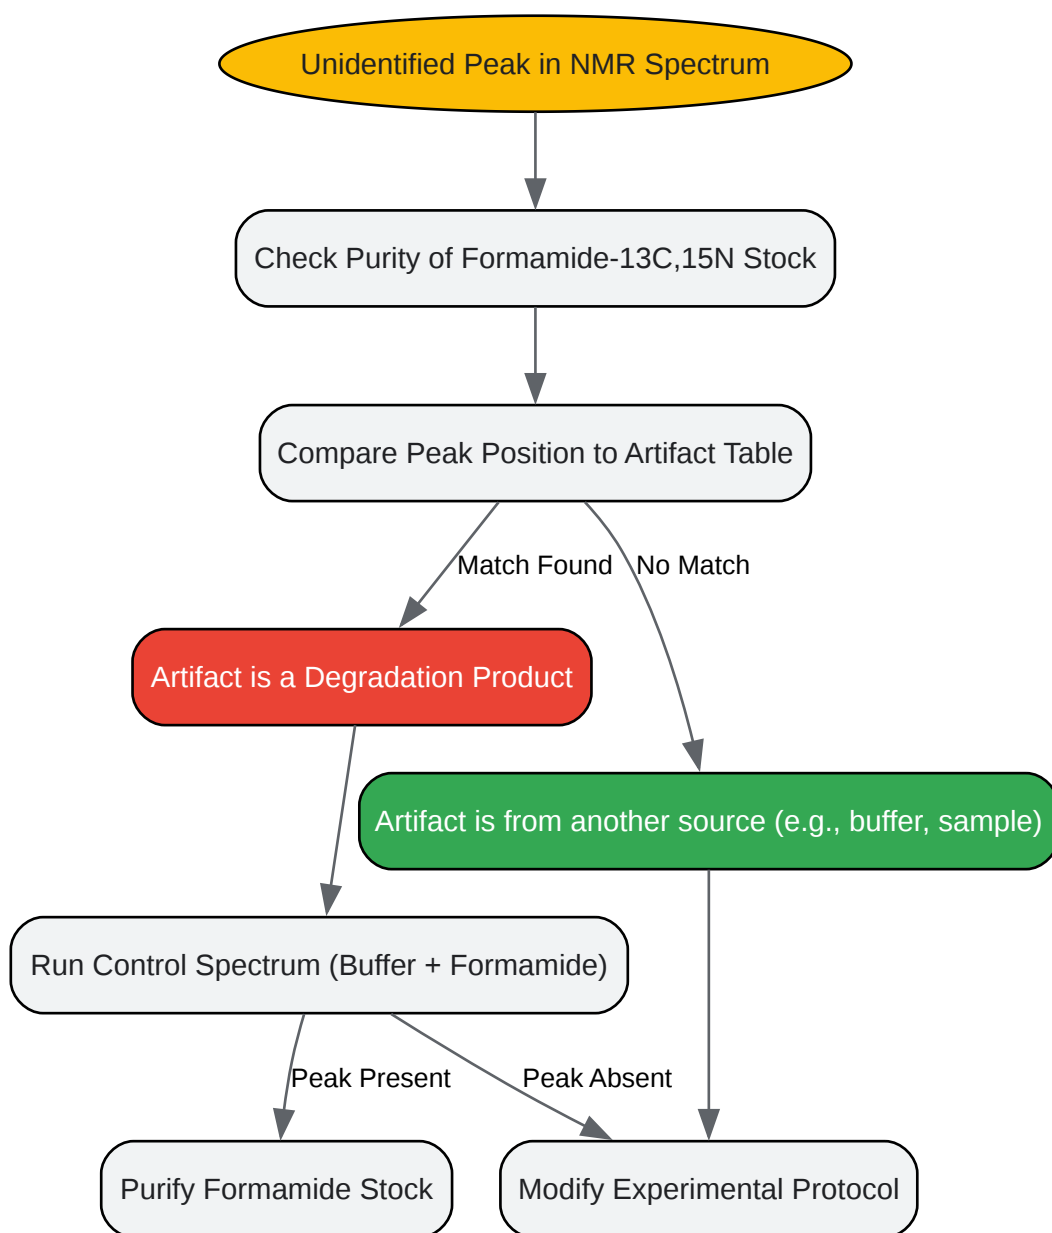 Unidentified Peak in NMR Spectrum
Check Purity of Formamide-13C,15N Stock
Compare Peak Position to Artifact Table
Match Found
No Match
Artifact is a Degradation Product
Artifact is from another source (e.g., buffer, sample)
Run Control Spectrum (Buffer + Formamide)
Peak Present
Peak Absent
Purify Formamide Stock
Modify Experimental Protocol